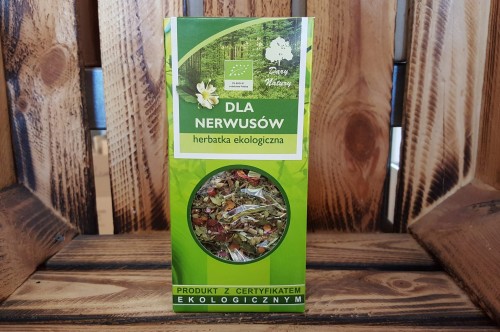 Dary
Natury
DLA
NERWUSÓW
herbatka ekologiczna
PRODUKT Z CERTYFIKATEM
EKOLOGICZNYM